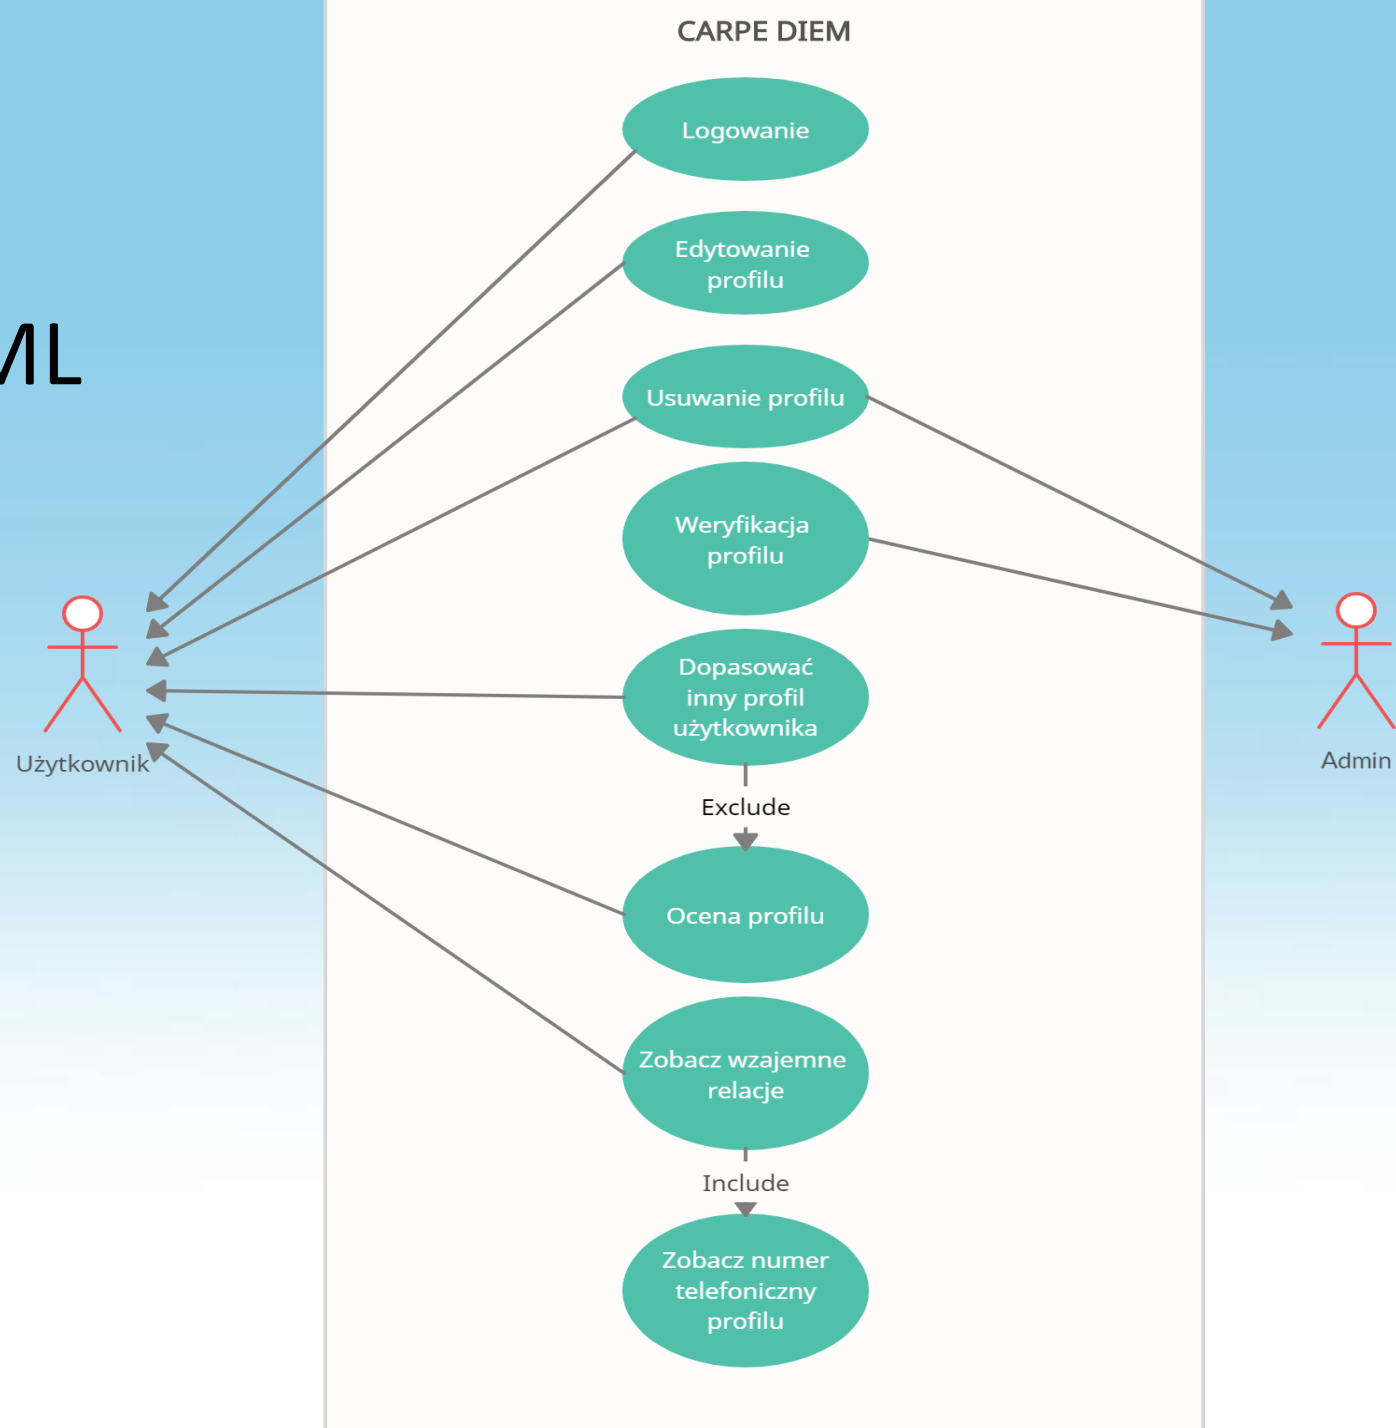 CARPE DIEM
Logowanie
Edytowanie
profilu
ML
Usuwanie profilu
Weryfikacja
profilu
Dopasować
inny profil
użytkownika
Użytkownik
Admin
Exclude
Ocena profilu
Zobacz wzajemne
relacje
Include
Zobacz numer
telefoniczny
profilu